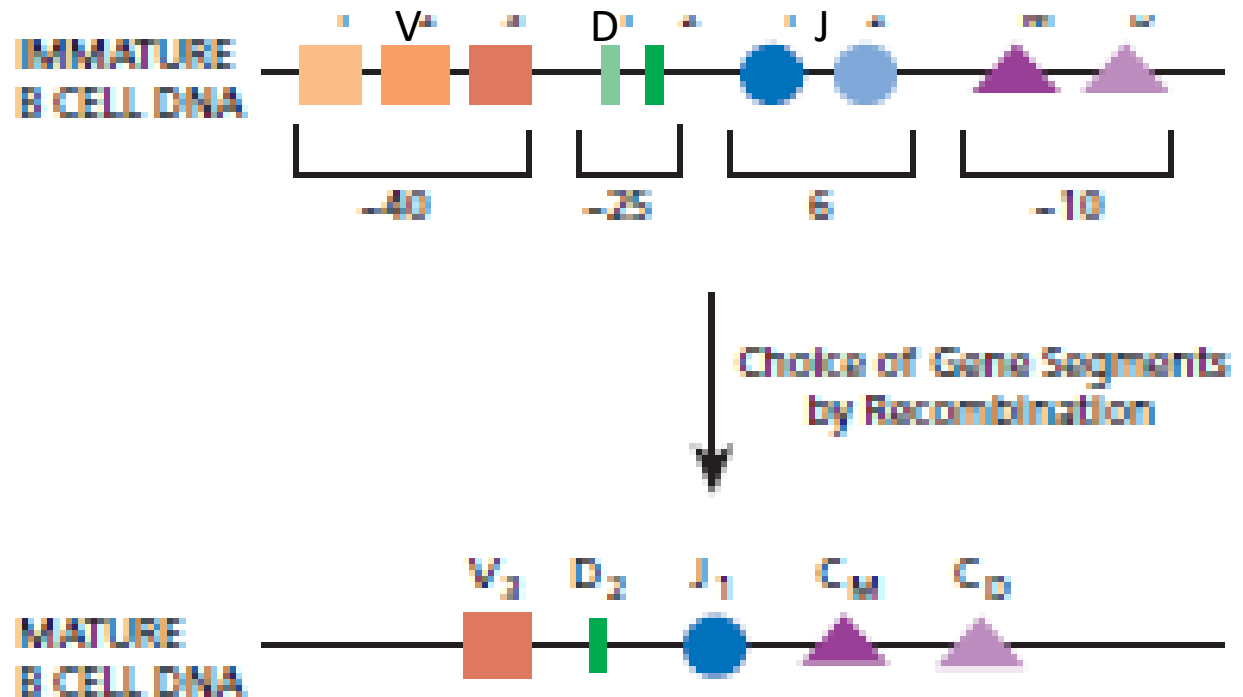 V D J
IMMATURE
B CELL DNA
~40 ~25 6 ~10
Choice of Gene Segments
by Recombination
V3 D2 J1 CM CD
MATURE
B CELL DNA